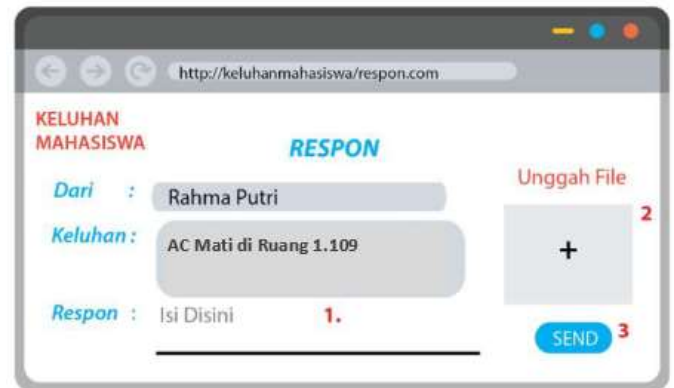 http://keluhanmahasiswa/respon.com
KELUHAN
MAHASISWA
RESPON
Dari : Rahma Putri
Unggah File
Keluhan : AC Mati di Ruang 1.109
2
+
Respon : Isi Disini 1.
SEND 3